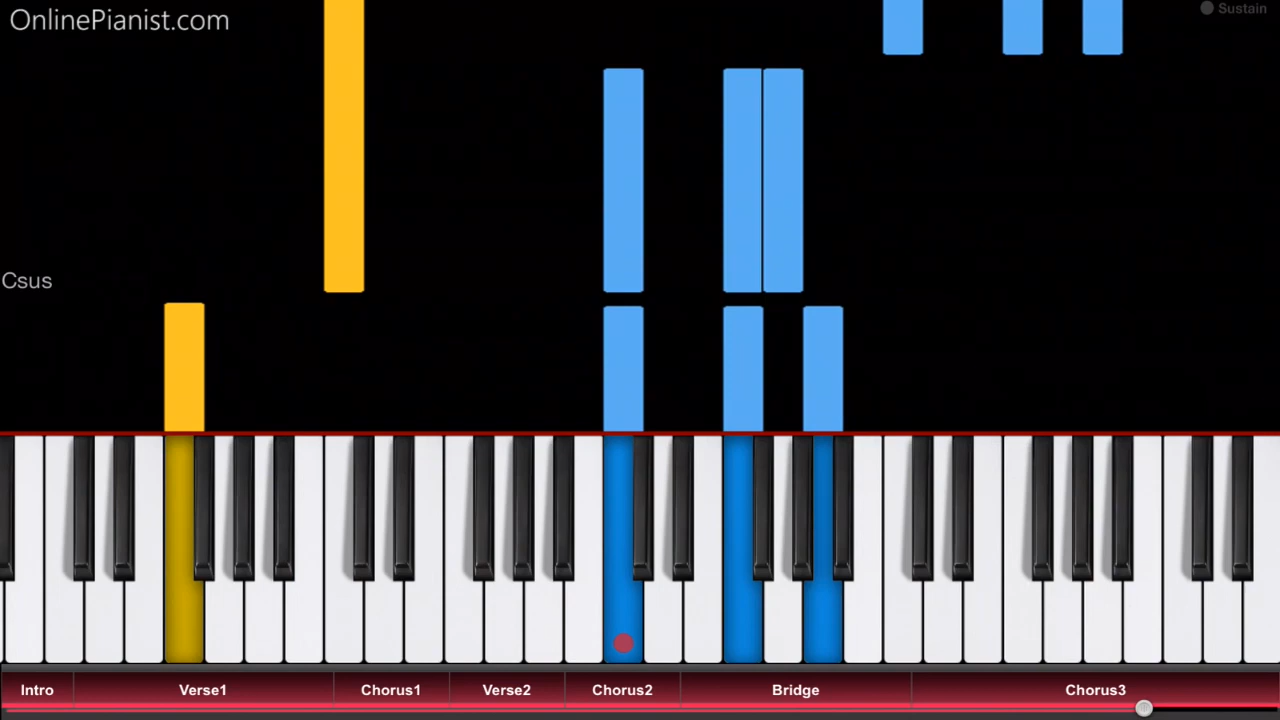 OnlinePianist.com
Sustain
Csus
Intro
Verse1
Chorus1
Verse2
Chorus2
Bridge
Chorus3